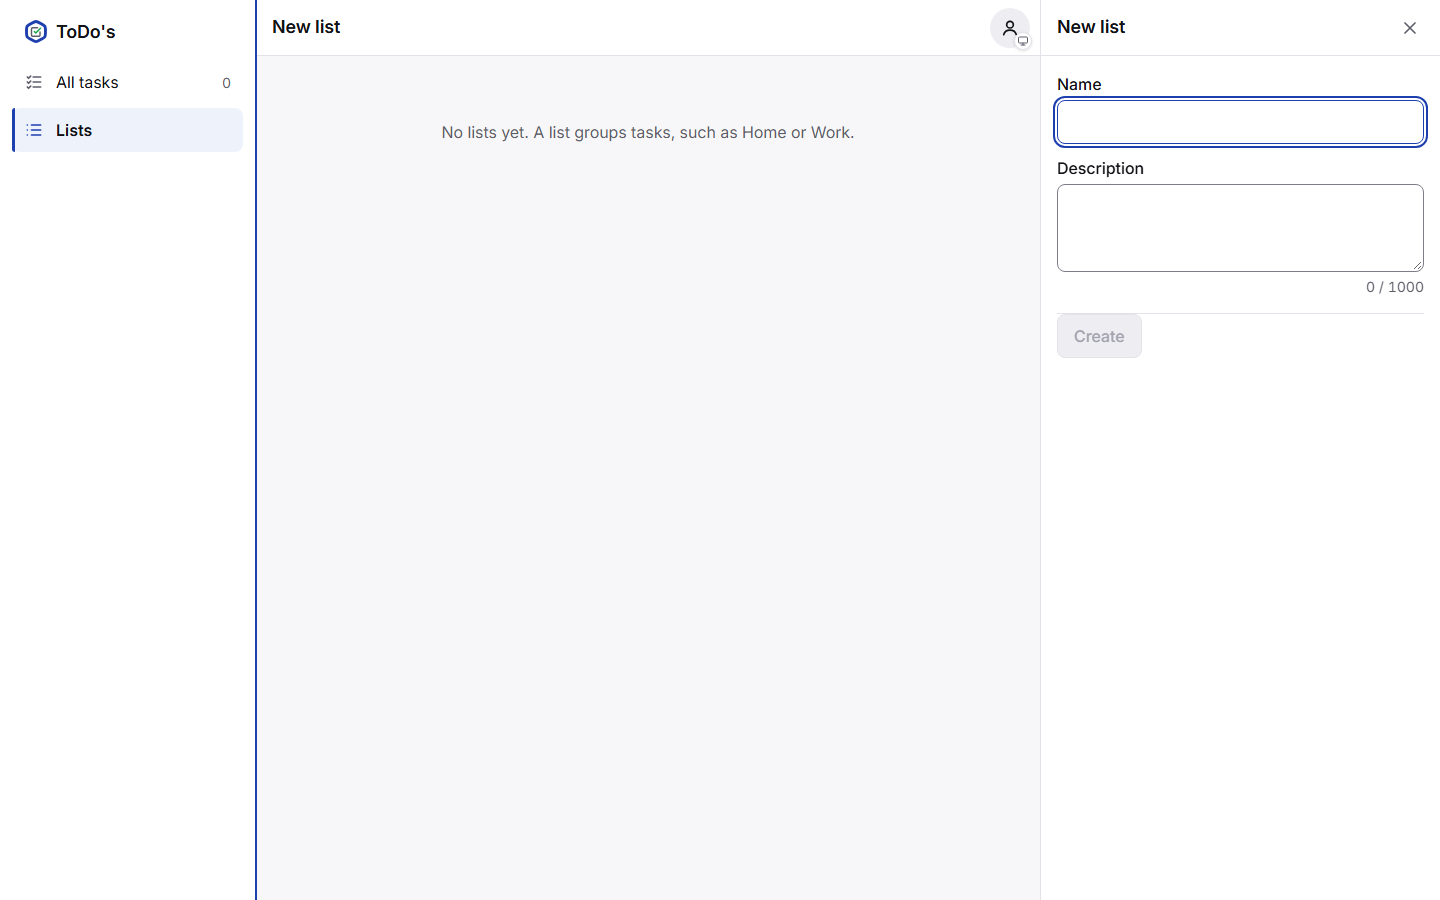 ToDo's
All tasks 0
Lists
New list
No lists yet. A list groups tasks, such as Home or Work.
New list
Name
Description
0 / 1000
Create